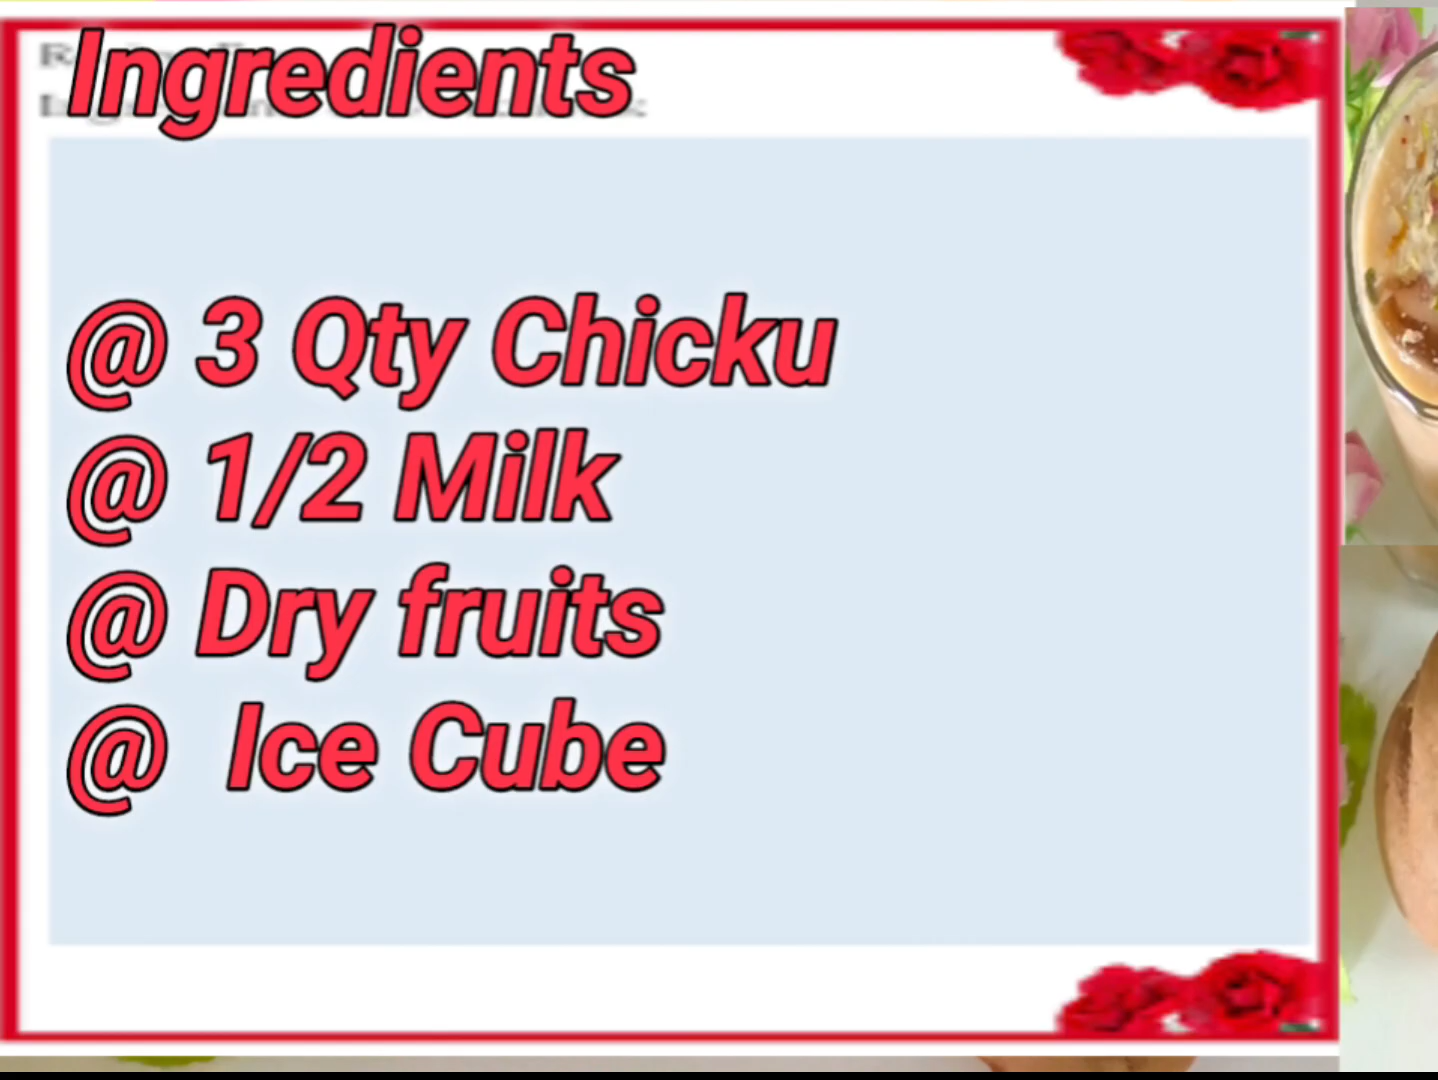 Ingredients
@ 3 Qty Chicku
@ 1/2 Milk
@ Dry fruits
@ Ice Cube